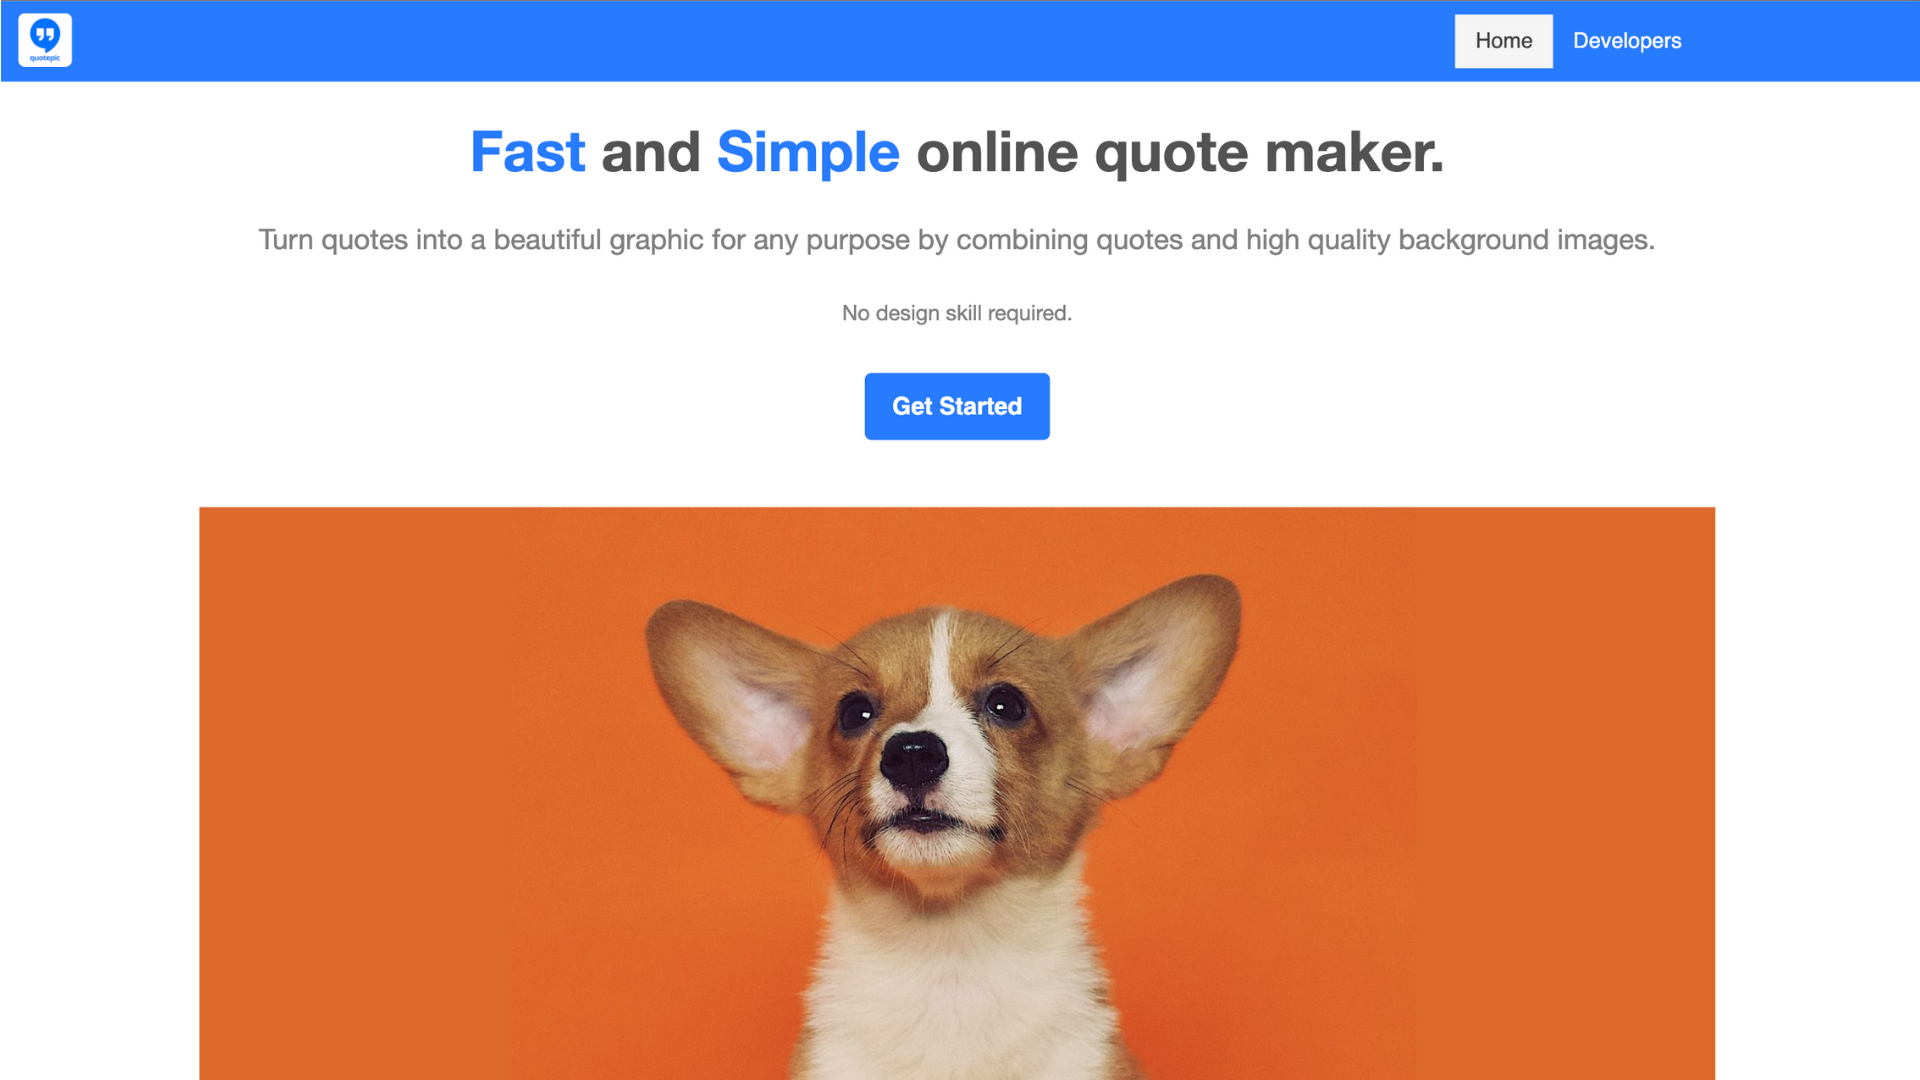 quotepic
Home
Developers
Fast and Simple online quote maker.
Turn quotes into a beautiful graphic for any purpose by combining quotes and high quality background images.
No design skill required.
Get Started